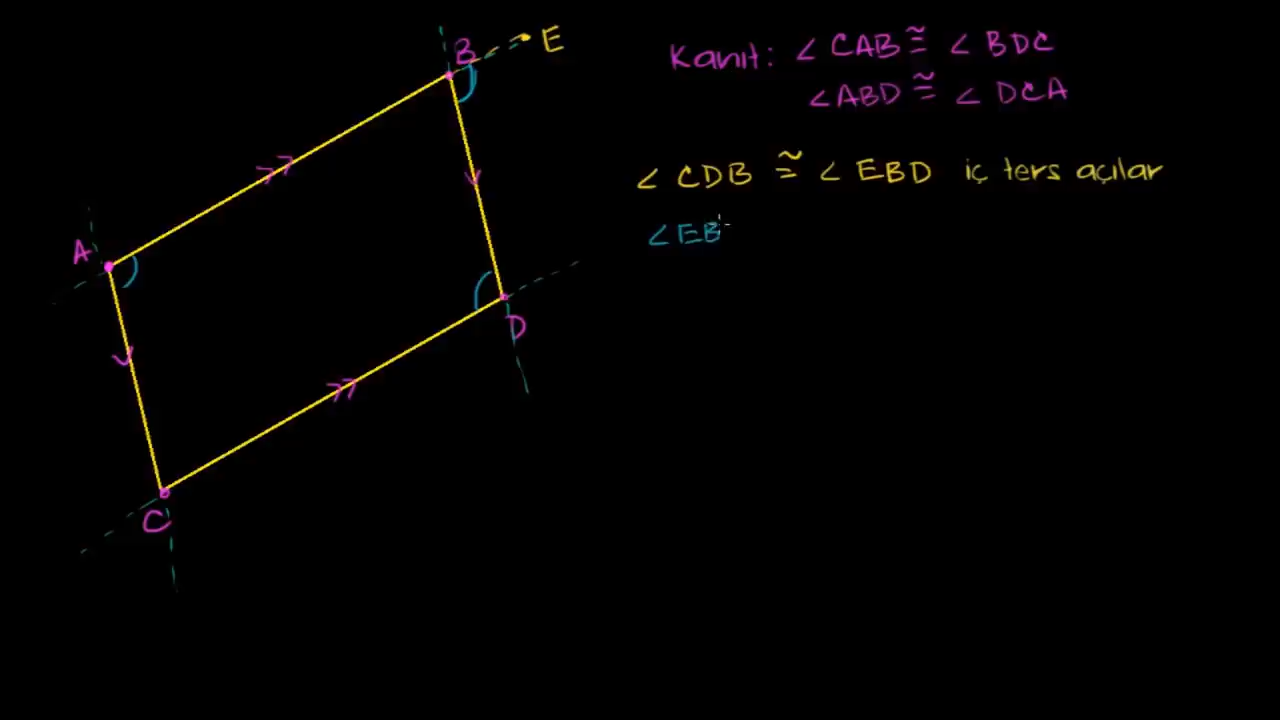 B
E
A
D
C
Kanıt: ∠ CAB ≅ ∠ BDC
∠ABD ≅ ∠ DCA
∠ CDB ≅ ∠ EBD iç ters açılar
∠EB